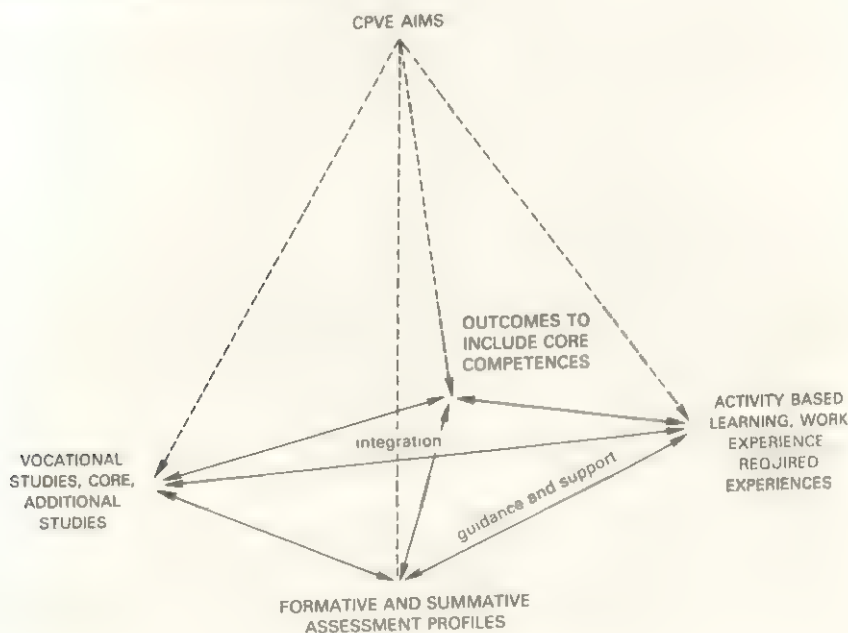 CPVE AIMS
OUTCOMES TO
INCLUDE CORE
COMPETENCES
ACTIVITY BASED
LEARNING, WORK
EXPERIENCE
REQUIRED
EXPERIENCES
integration
VOCATIONAL
STUDIES, CORE,
ADDITIONAL
STUDIES
guidance and support
FORMATIVE AND SUMMATIVE
ASSESSMENT PROFILES